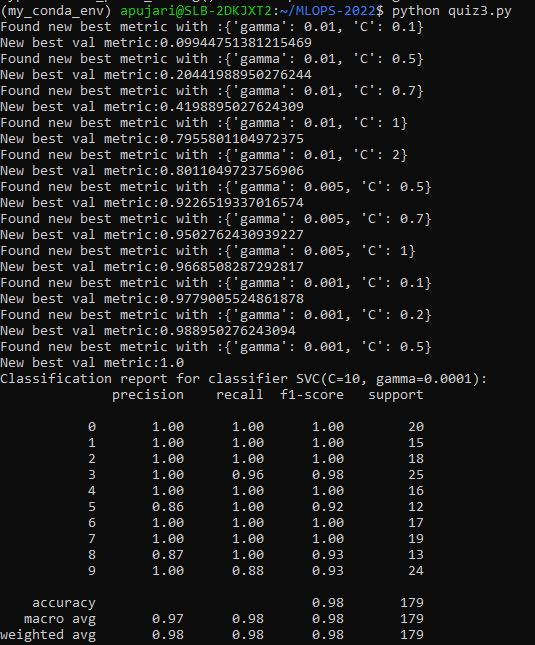 (my_conda_env) apujari@SLB-2DKJXT2:~/MLOPS-2022$ python quiz3.py
Found new best metric with :{'gamma': 0.01, 'C': 0.1}
New best val metric:0.09944751381215469
Found new best metric with :{'gamma': 0.01, 'C': 0.5}
New best val metric:0.20441988950276244
Found new best metric with :{'gamma': 0.01, 'C': 0.7}
New best val metric:0.4198895027624309
Found new best metric with :{'gamma': 0.01, 'C': 1}
New best val metric:0.7955801104972375
Found new best metric with :{'gamma': 0.01, 'C': 2}
New best val metric:0.8011049723756906
Found new best metric with :{'gamma': 0.005, 'C': 0.5}
New best val metric:0.9226519337016574
Found new best metric with :{'gamma': 0.005, 'C': 0.7}
New best val metric:0.9502762430939227
Found new best metric with :{'gamma': 0.005, 'C': 1}
New best val metric:0.9668508287292817
Found new best metric with :{'gamma': 0.001, 'C': 0.1}
New best val metric:0.9779005524861878
Found new best metric with :{'gamma': 0.001, 'C': 0.2}
New best val metric:0.988950276243094
Found new best metric with :{'gamma': 0.001, 'C': 0.5}
New best val metric:1.0
Classification report for classifier SVC(C=10, gamma=0.0001):
precision recall f1-score support
0 1.00 1.00 1.00 20
1 1.00 1.00 1.00 15
2 1.00 1.00 1.00 18
3 1.00 0.96 0.98 25
4 1.00 1.00 1.00 16
5 0.86 1.00 0.92 12
6 1.00 1.00 1.00 17
7 1.00 1.00 1.00 19
8 0.87 1.00 0.93 13
9 1.00 0.88 0.93 24
accuracy 0.98 179
macro avg 0.97 0.98 0.98 179
weighted avg 0.98 0.98 0.98 179